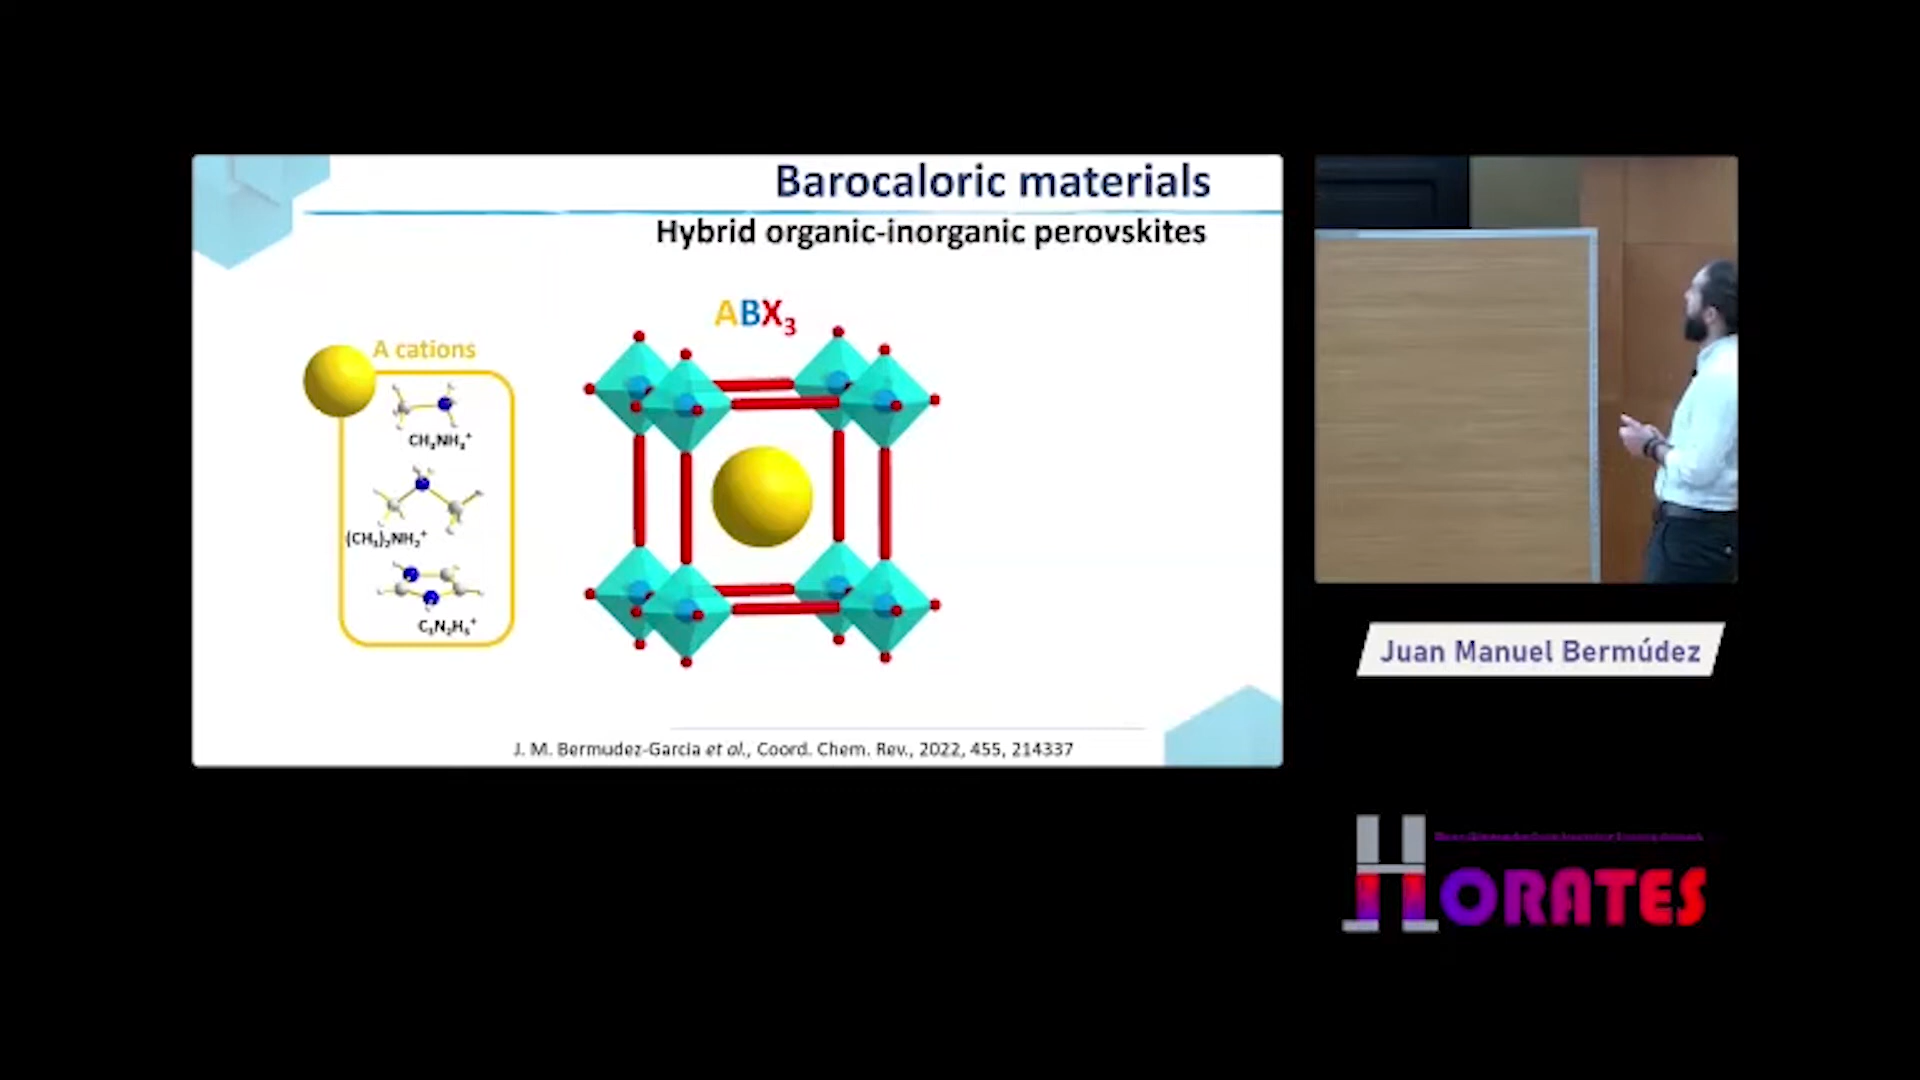 Barocaloric materials
Hybrid organic-inorganic perovskites
ABX₃
A cations
CH₃NH₃⁺
(CH₃)₂NH₂⁺
C₃N₂H₅⁺
J. M. Bermudez-Garcia et al., Coord. Chem. Rev., 2022, 455, 214337
Juan Manuel Bermúdez
HORATES